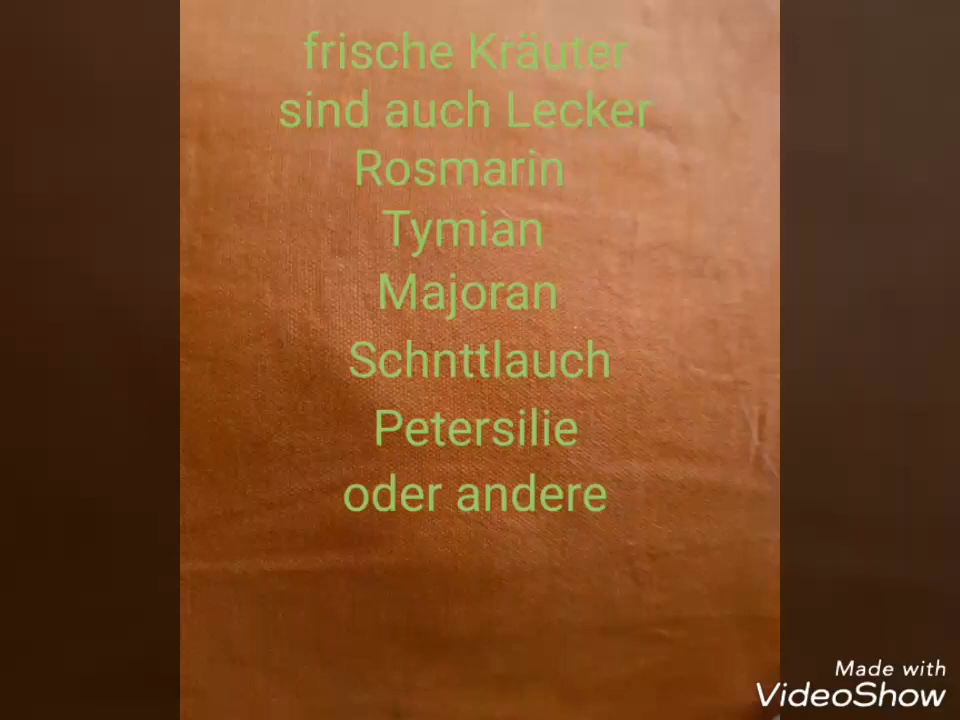 frische Kräuter
sind auch Lecker
Rosmarin
Tymian
Majoran
Schnttlauch
Petersilie
oder andere
Made with
VideoShow